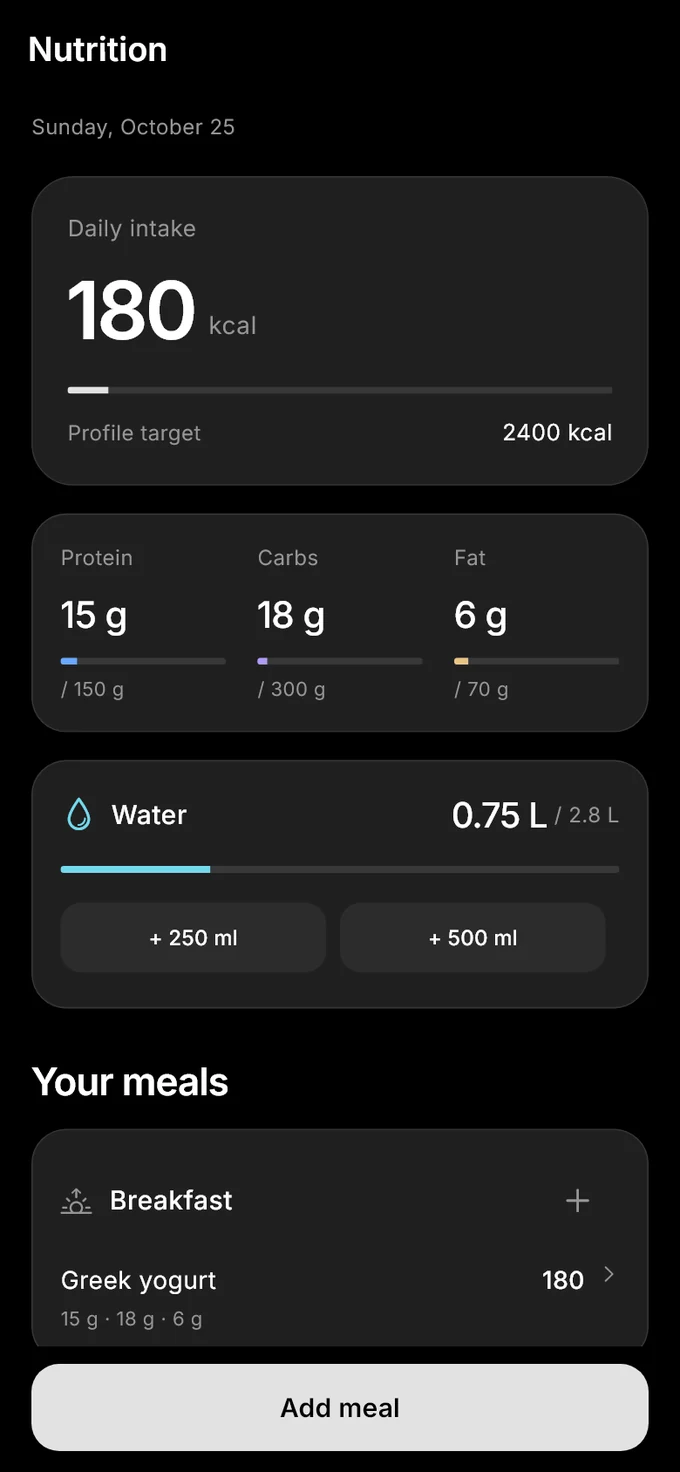 Nutrition
Sunday, October 25
Daily intake
180 kcal
Profile target 2400 kcal
Protein Carbs Fat
15 g 18 g 6 g
/ 150 g / 300 g / 70 g
Water 0.75 L / 2.8 L
+ 250 ml + 500 ml
Your meals
Breakfast
Greek yogurt 180
15 g · 18 g · 6 g
Add meal